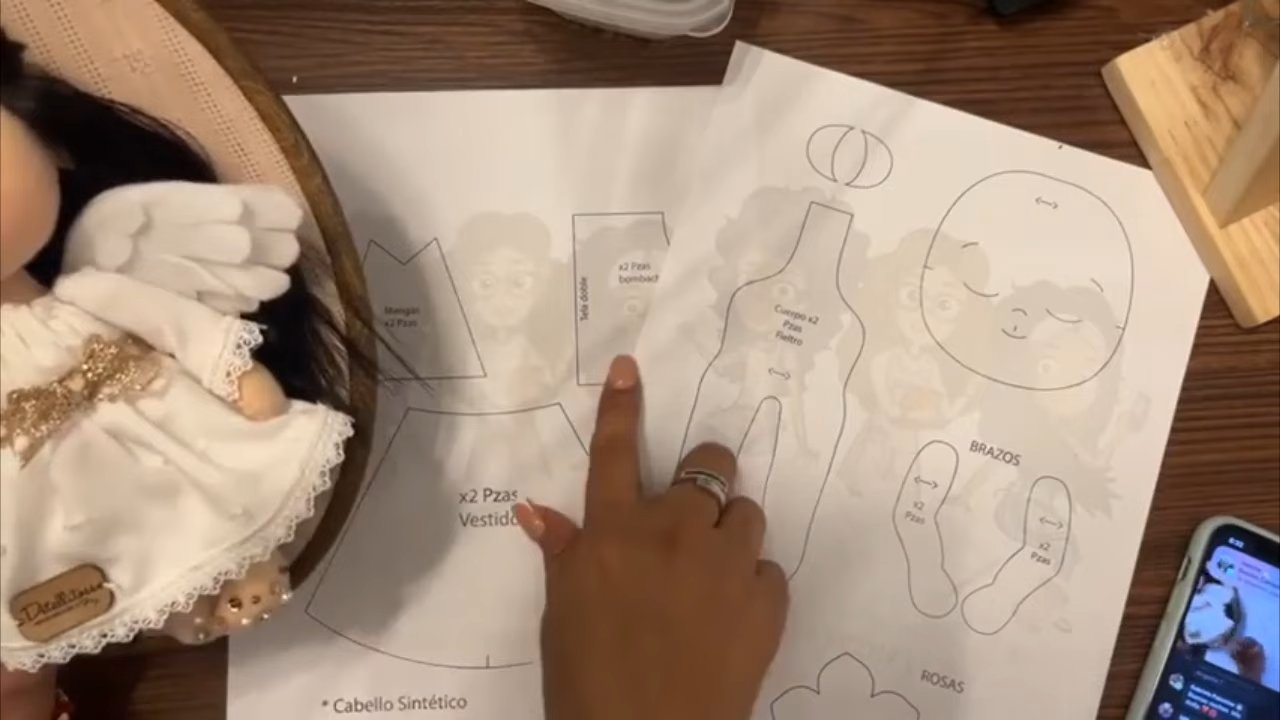 Mangas
x2 Pzas
Tela doble
x2 Pzas
bombach
x2 Pzas
Vestido
* Cabello Sintético
Cuerpo x2
Pzas
Fieltro
BRAZOS
x2
Pzas
x2
Pzas
ROSAS